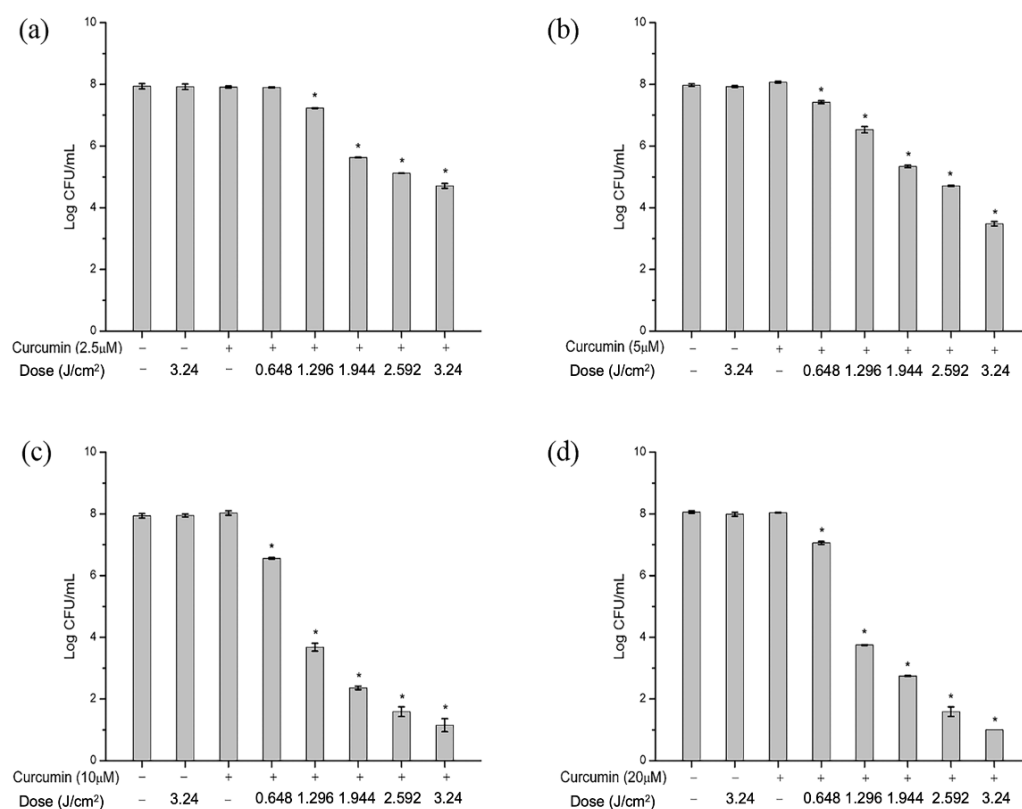 (a)
10
8
6
4
2
0
Log CFU/mL
* * * *
Curcumin (2.5μM) – – + + + + + +
Dose (J/cm²) – 3.24 – 0.648 1.296 1.944 2.592 3.24
(b)
10
8
6
4
2
0
Log CFU/mL
* * * * *
Curcumin (5μM) – – + + + + + +
Dose (J/cm²) – 3.24 – 0.648 1.296 1.944 2.592 3.24
(c)
10
8
6
4
2
0
Log CFU/mL
* * * * *
Curcumin (10μM) – – + + + + + +
Dose (J/cm²) – 3.24 – 0.648 1.296 1.944 2.592 3.24
(d)
10
8
6
4
2
0
Log CFU/mL
* * * * *
Curcumin (20μM) – – + + + + + +
Dose (J/cm²) – 3.24 – 0.648 1.296 1.944 2.592 3.24